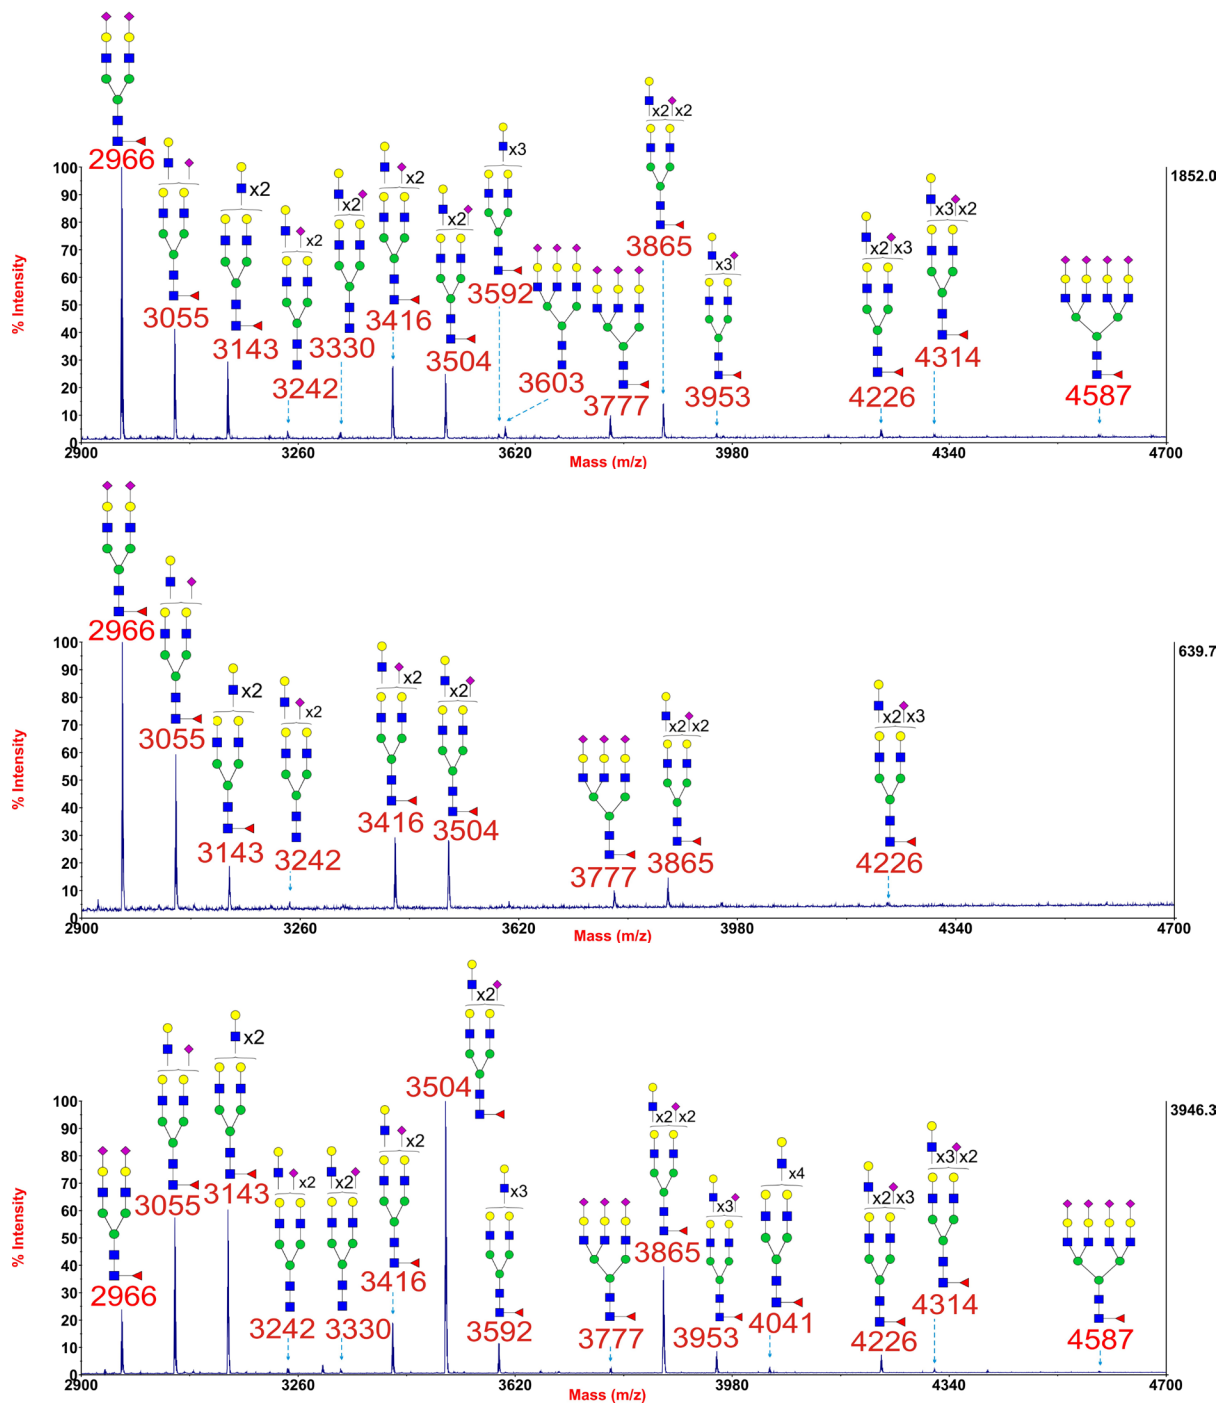 x2
x2
x2
1852.0
% Intensity
100
90
80
70
60
50
40
30
20
10
0
2966
3055
3143
x2
3242
x2
3330
x2
3416
x2
3504
x3
3592
3603
3777
x2
x2
3865
x3
3953
x2
x3
4226
x3
x2
4314
4587
2900
3260
3620
3980
4340
4700
Mass (m/z)
639.7
% Intensity
100
90
80
70
60
50
40
30
20
10
0
2966
3055
x2
3143
x2
3242
x2
3416
x2
3504
3777
x2
x2
3865
x2
x3
4226
2900
3260
3620
3980
4340
4700
Mass (m/z)
3946.3
% Intensity
100
90
80
70
60
50
40
30
20
10
0
2966
3055
x2
3143
x2
3242
x2
3330
x2
3416
x2
3504
x3
3592
3777
x2
x2
3865
x3
3953
x4
4041
x2
x3
4226
x3
x2
4314
4587
2900
3260
3620
3980
4340
4700
Mass (m/z)